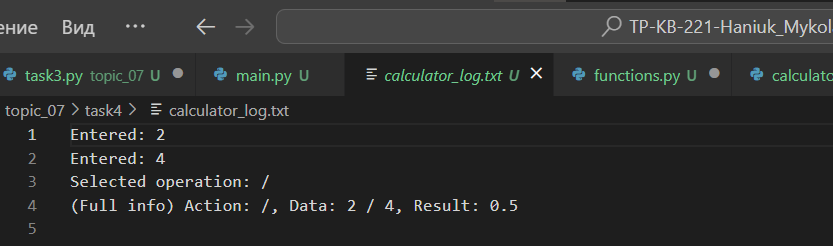 ение Вид ··· ← → TP-KB-221-Haniuk_Mykol
task3.py topic_07 U main.py U calculator_log.txt U × functions.py U calculato
topic_07 > task4 > calculator_log.txt
1 Entered: 2
2 Entered: 4
3 Selected operation: /
4 (Full info) Action: /, Data: 2 / 4, Result: 0.5
5